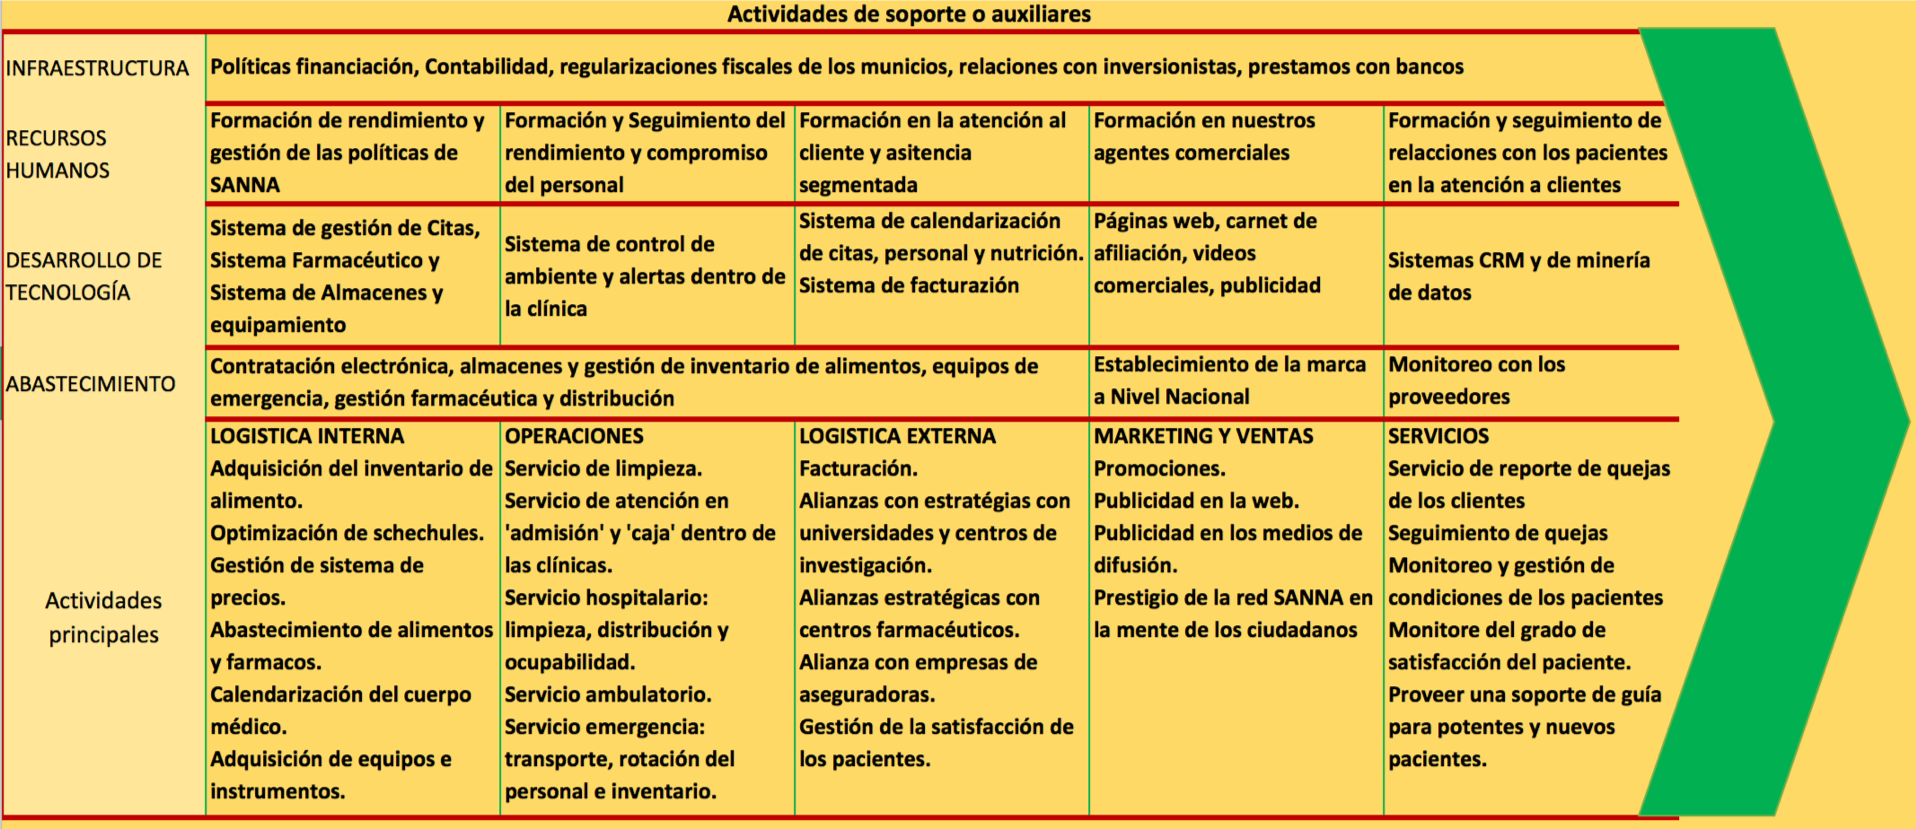 Actividades de soporte o auxiliares
INFRAESTRUCTURA
Políticas financiación, Contabilidad, regularizaciones fiscales de los municios, relaciones con inversionistas, prestamos con bancos
RECURSOS
HUMANOS
Formación de rendimiento y
gestión de las políticas de
SANNA
Formación y Seguimiento del
rendimiento y compromiso
del personal
Formación en la atención al
cliente y asitencia
segmentada
Formación en nuestros
agentes comerciales
Formación y seguimiento de
relacciones con los pacientes
en la atención a clientes
DESARROLLO DE
TECNOLOGÍA
Sistema de gestión de Citas,
Sistema Farmacéutico y
Sistema de Almacenes y
equipamiento
Sistema de control de
ambiente y alertas dentro de
la clínica
Sistema de calendarización
de citas, personal y nutrición.
Sistema de facturazión
Páginas web, carnet de
afiliación, videos
comerciales, publicidad
Sistemas CRM y de minería
de datos
ABASTECIMIENTO
Contratación electrónica, almacenes y gestión de inventario de alimentos, equipos de
emergencia, gestión farmacéutica y distribución
Establecimiento de la marca
a Nivel Nacional
Monitoreo con los
proveedores
Actividades
principales
LOGISTICA INTERNA
Adquisición del inventario de
alimento.
Optimización de schechules.
Gestión de sistema de
precios.
Abastecimiento de alimentos
y farmacos.
Calendarización del cuerpo
médico.
Adquisición de equipos e
instrumentos.
OPERACIONES
Servicio de limpieza.
Servicio de atención en
'admisión' y 'caja' dentro de
las clínicas.
Servicio hospitalario:
limpieza, distribución y
ocupabilidad.
Servicio ambulatorio.
Servicio emergencia:
transporte, rotación del
personal e inventario.
LOGISTICA EXTERNA
Facturación.
Alianzas con estratégias con
universidades y centros de
investigación.
Alianzas estratégicas con
centros farmacéuticos.
Alianza con empresas de
aseguradoras.
Gestión de la satisfacción de
los pacientes.
MARKETING Y VENTAS
Promociones.
Publicidad en la web.
Publicidad en los medios de
difusión.
Prestigio de la red SANNA en
la mente de los ciudadanos
SERVICIOS
Servicio de reporte de quejas
de los clientes
Seguimiento de quejas
Monitoreo y gestión de
condiciones de los pacientes
Monitore del grado de
satisfacción del paciente.
Proveer una soporte de guía
para potentes y nuevos
pacientes.